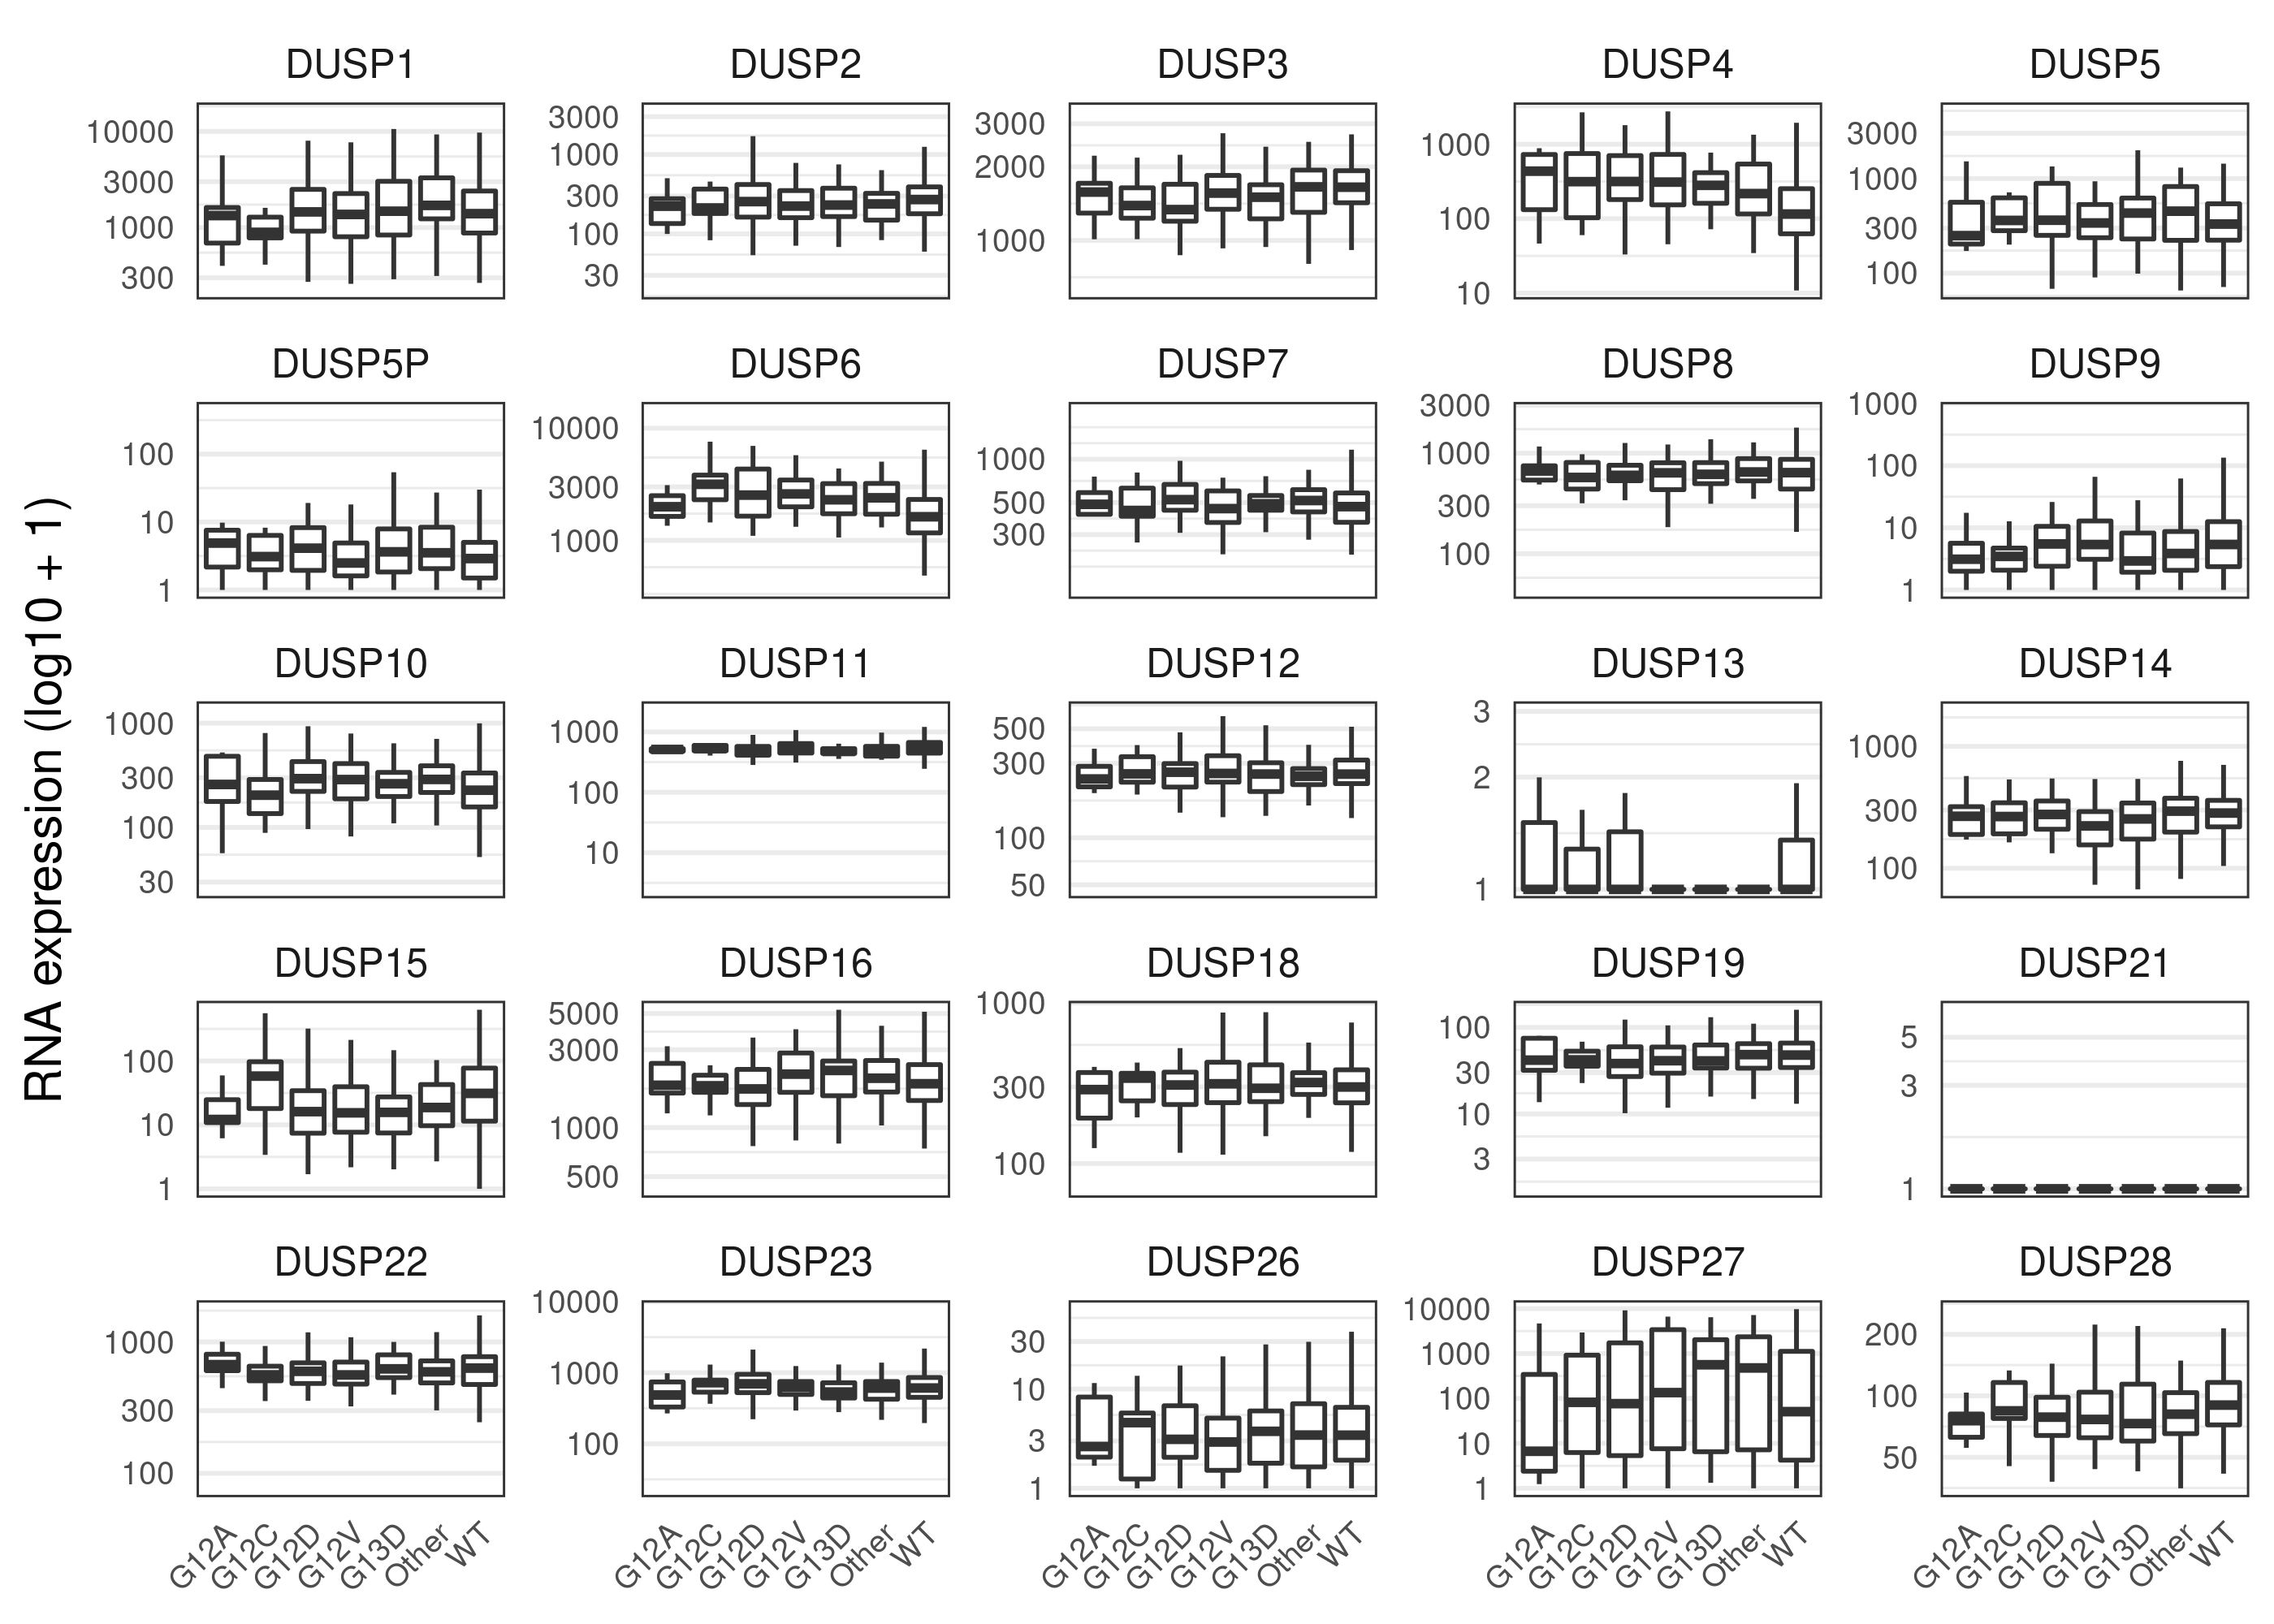 DUSP1 DUSP2 DUSP3 DUSP4 DUSP5
10000 3000 1000 300
3000 1000 300 100 30
3000 2000 1000
1000 100 10
3000 1000 300 100
DUSP5P DUSP6 DUSP7 DUSP8 DUSP9
100 10 1
10000 3000 1000
1000 500 300
3000 1000 300 100
1000 100 10 1
RNA expression (log10 + 1)
DUSP10 DUSP11 DUSP12 DUSP13 DUSP14
1000 300 100 30
1000 100 10
500 300 100 50
3 2 1
1000 300 100
DUSP15 DUSP16 DUSP18 DUSP19 DUSP21
100 10 1
5000 3000 1000 500
1000 300 100
100 30 10 3
5 3 1
DUSP22 DUSP23 DUSP26 DUSP27 DUSP28
1000 300 100
10000 1000 100
30 10 3 1
10000 1000 100 10 1
200 100 50
G12A G12C G12D G12V G13D Other WT
G12A G12C G12D G12V G13D Other WT
G12A G12C G12D G12V G13D Other WT
G12A G12C G12D G12V G13D Other WT
G12A G12C G12D G12V G13D Other WT